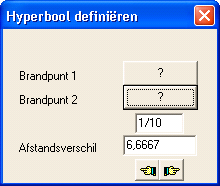 Hyperbool definiëren
Brandpunt 1 ?
Brandpunt 2 ?
1/10
Afstandsverschil 6,6667